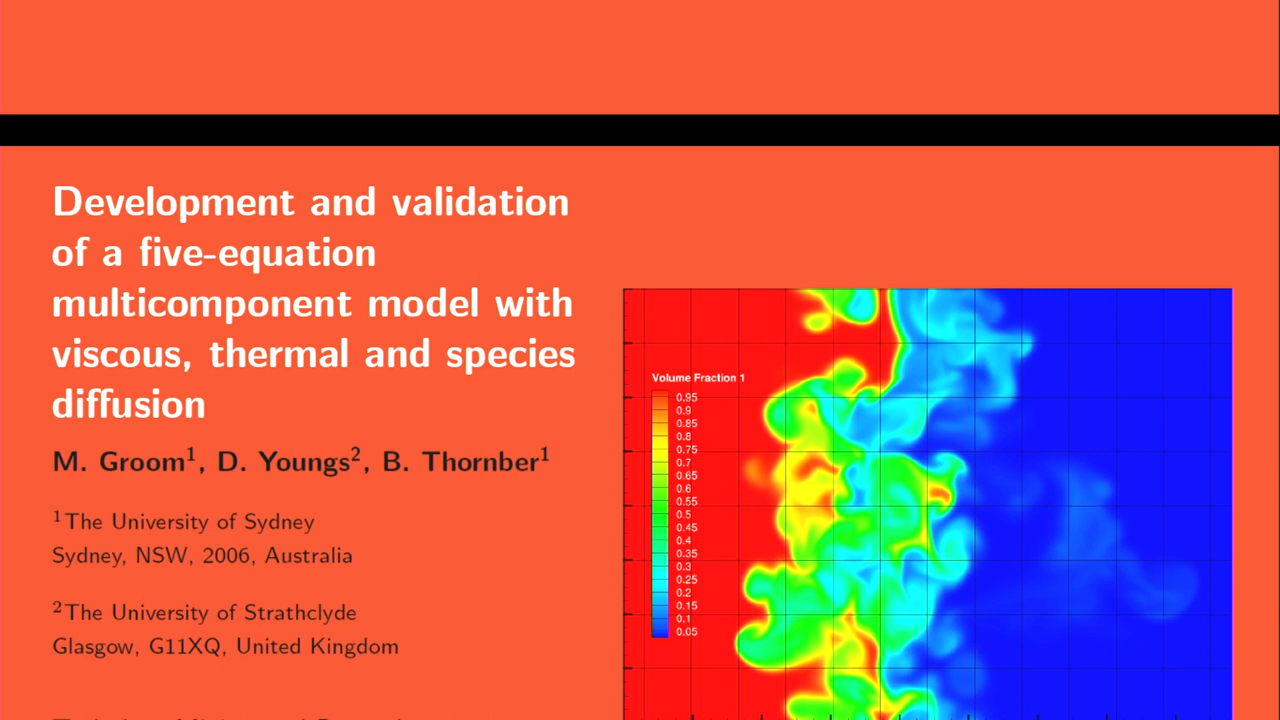 Development and validation
of a five-equation
multicomponent model with
viscous, thermal and species
diffusion
M. Groom¹, D. Youngs², B. Thornber¹
¹The University of Sydney
Sydney, NSW, 2006, Australia
²The University of Strathclyde
Glasgow, G11XQ, United Kingdom
Volume Fraction 1
0.95
0.9
0.85
0.8
0.75
0.7
0.65
0.6
0.55
0.5
0.45
0.4
0.35
0.3
0.25
0.2
0.15
0.1
0.05